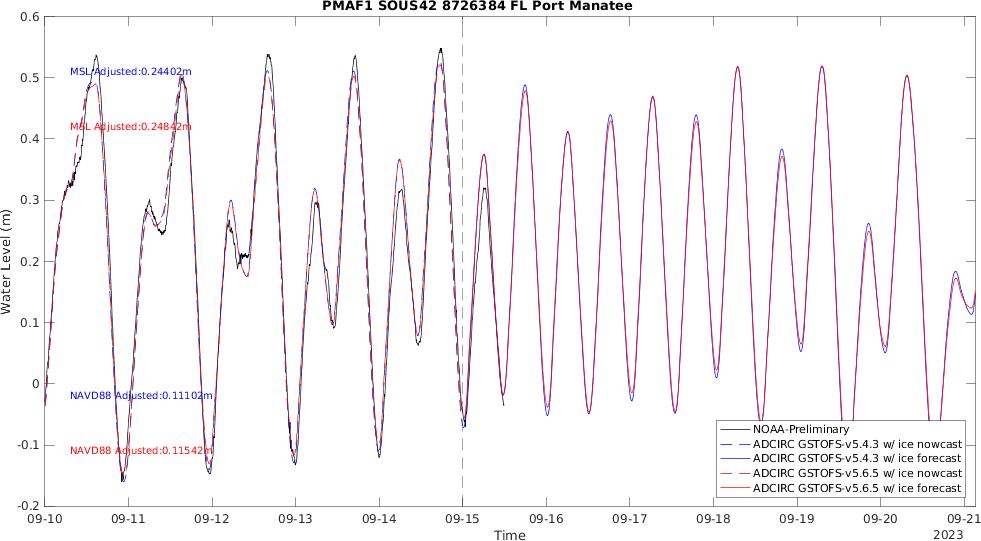 PMAF1 SOUS42 8726384 FL Port Manatee
0.6
0.5
0.4
0.3
0.2
0.1
0
-0.1
-0.2
Water Level (m)
MSL Adjusted:0.24402m
MSL Adjusted:0.24842m
NAVD88 Adjusted:0.11102m
NAVD88 Adjusted:0.11542m
NOAA-Preliminary
ADCIRC GSTOFS-v5.4.3 w/ ice nowcast
ADCIRC GSTOFS-v5.4.3 w/ ice forecast
ADCIRC GSTOFS-v5.6.5 w/ ice nowcast
ADCIRC GSTOFS-v5.6.5 w/ ice forecast
09-10 09-11 09-12 09-13 09-14 09-15 09-16 09-17 09-18 09-19 09-20 09-21
Time
2023